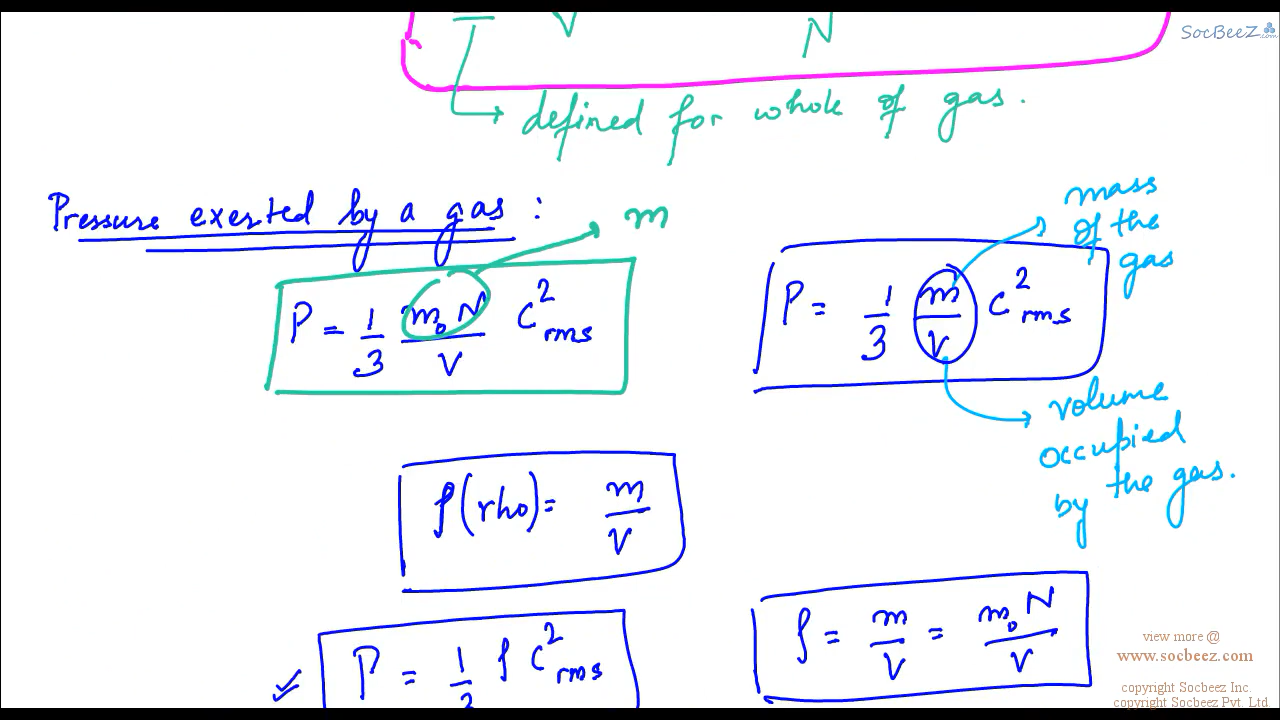 V
N
SocBeeZ.com
defined for whole of gas.
Pressure exerted by a gas :
m
mass
of the
gas
P = 1/3 m₀N/V C²rms
P = 1/3 m/V C²rms
volume
occupied
by the gas.
ρ(rho) = m/V
ρ = m/V = m₀N/V
P = 1/3 ρ C²rms
view more @
www.socbeez.com
copyright Socbeez Inc.
copyright Socbeez Pvt. Ltd.